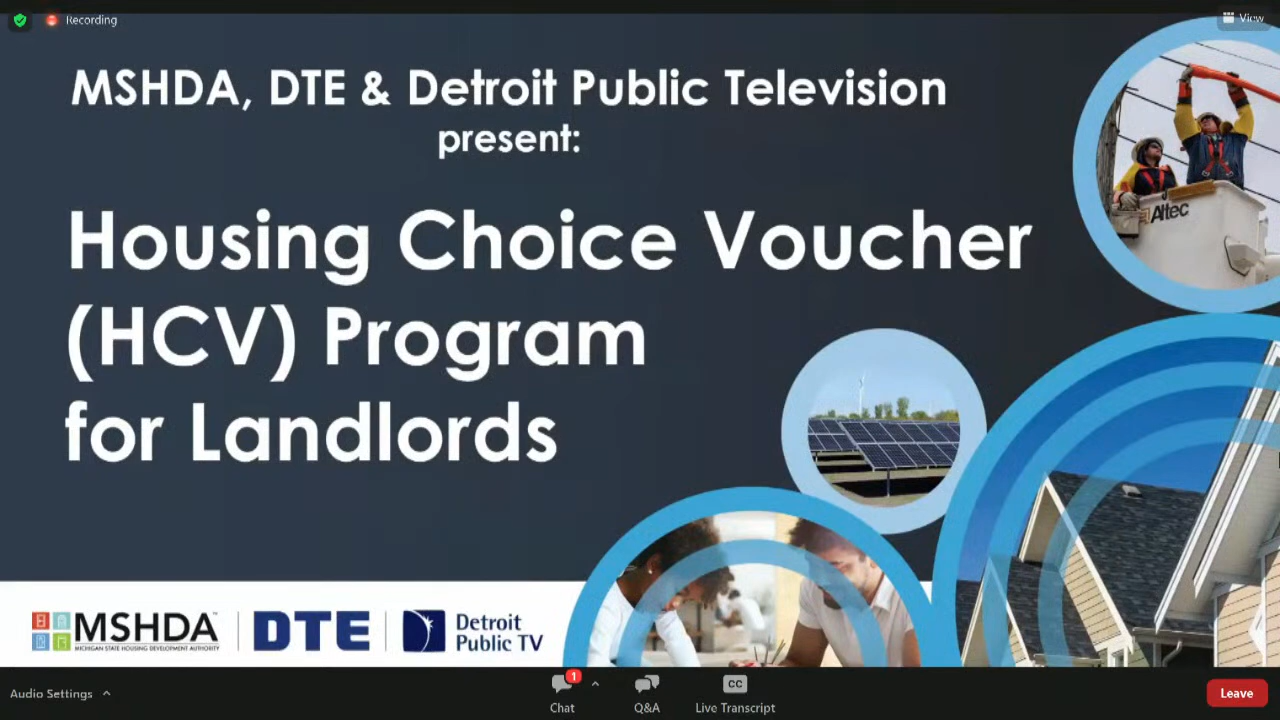 Recording
View
MSHDA, DTE & Detroit Public Television
present:
Housing Choice Voucher
(HCV) Program
for Landlords
Altec
MSHDA™
MICHIGAN STATE HOUSING DEVELOPMENT AUTHORITY
DTE
Detroit
Public TV
Audio Settings
1
Chat
Q&A
CC
Live Transcript
Leave